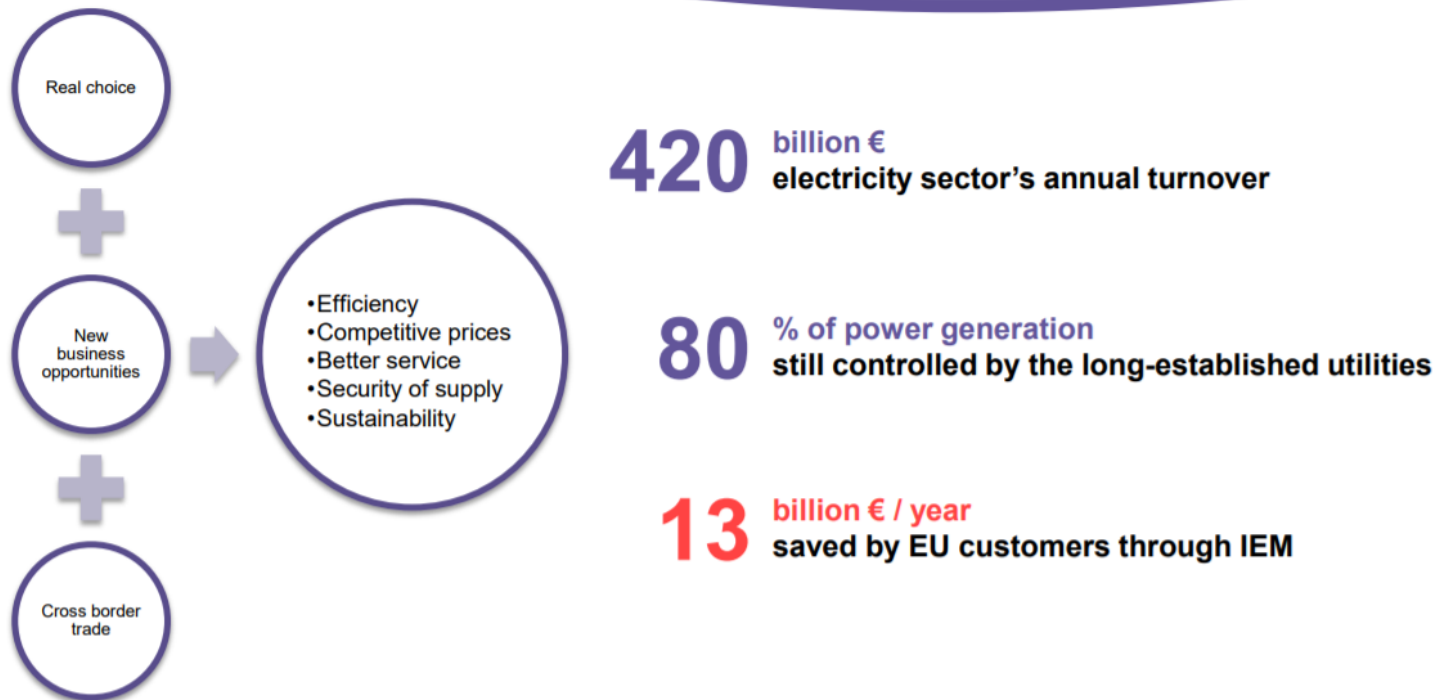 Real choice
New
business
opportunities
Cross border
trade
•Efficiency
•Competitive prices
•Better service
•Security of supply
•Sustainability
420 billion €
electricity sector’s annual turnover
80 % of power generation
still controlled by the long-established utilities
13 billion € / year
saved by EU customers through IEM